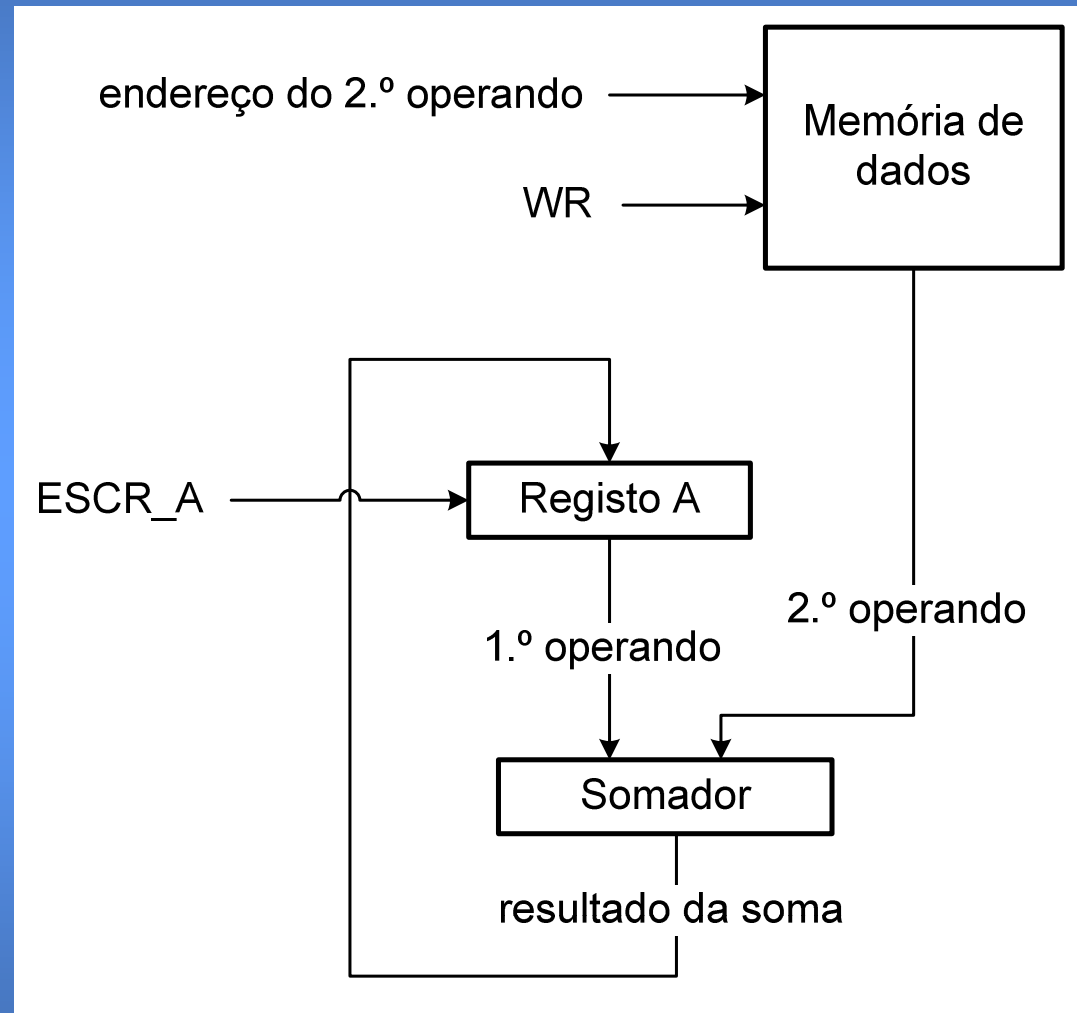 endereço do 2.º operando
Memória de
dados
WR
ESCR_A
Registo A
2.º operando
1.º operando
Somador
resultado da soma